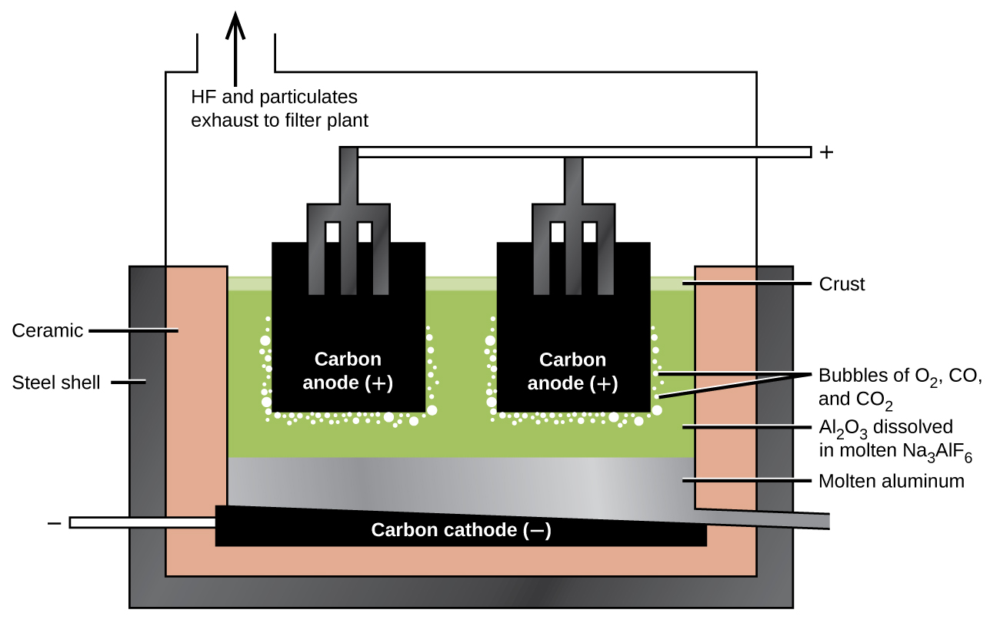 HF and particulates
exhaust to filter plant
+
Crust
Ceramic
Carbon
anode (+)
Carbon
anode (+)
Steel shell
Bubbles of O₂, CO,
and CO₂
Al₂O₃ dissolved
in molten Na₃AlF₆
Molten aluminum
−
Carbon cathode (−)